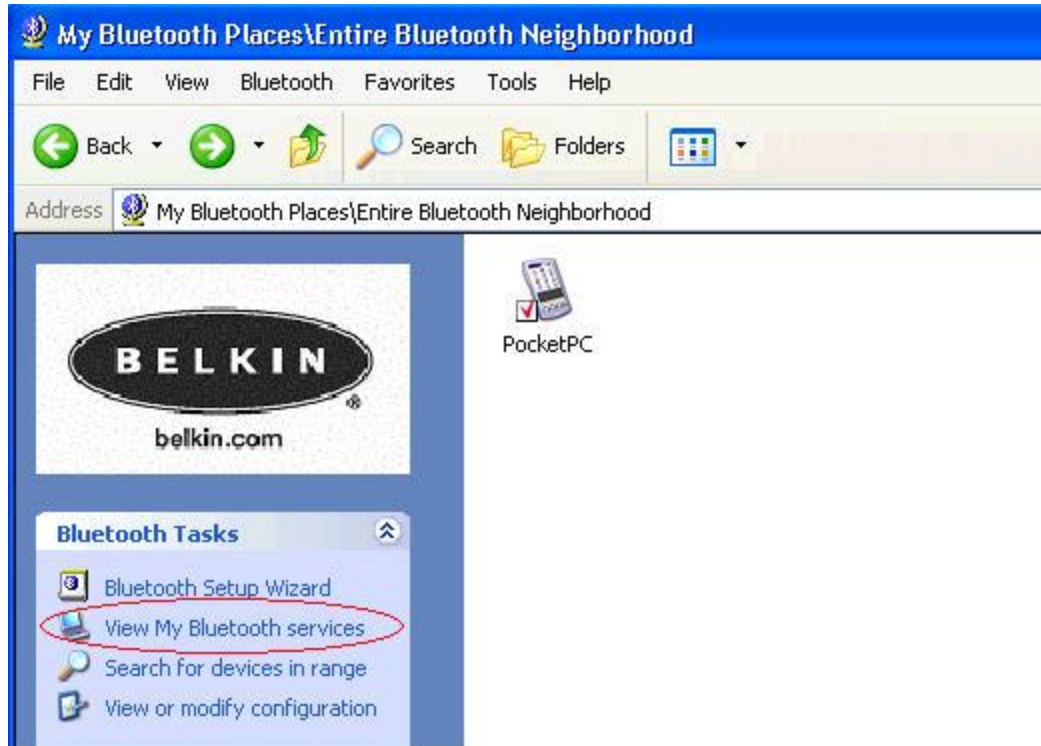 My Bluetooth Places\Entire Bluetooth Neighborhood
File Edit View Bluetooth Favorites Tools Help
Back Search Folders
Address My Bluetooth Places\Entire Bluetooth Neighborhood
PocketPC
BELKIN
®
belkin.com
Bluetooth Tasks
Bluetooth Setup Wizard
View My Bluetooth services
Search for devices in range
View or modify configuration